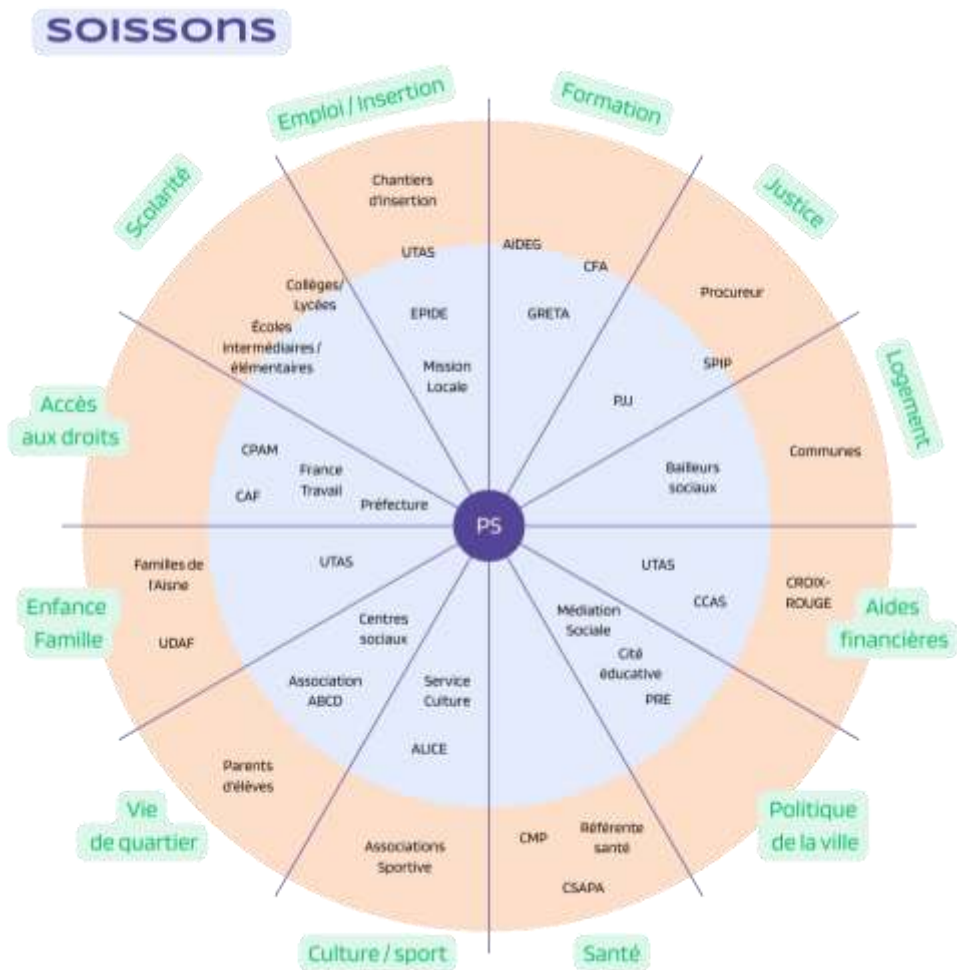 SOISSONS
Emploi / Insertion
Formation
Scolarité
Justice
Chantiers
d'insertion
UTAS
AIDEG
CFA
Collèges/
Lycées
EPIDE
GRETA
Procureur
Écoles
intermédiaires /
élémentaires
Mission
Locale
SPIP
PJJ
Logement
Accès
aux droits
CPAM
France
Travail
CAF
Préfecture
Bailleurs
sociaux
Communes
PS
Familles de
l'Aisne
UTAS
UTAS
CROIX-
ROUGE
CCAS
Enfance
Famille
UDAF
Centres
sociaux
Médiation
Sociale
Aides
financières
Cité
éducative
PRE
Association
ABCD
Service
Culture
ALICE
Parents
d'élèves
Vie
de quartier
Politique
de la ville
Associations
Sportive
CMP
Référente
santé
CSAPA
Culture / sport
Santé